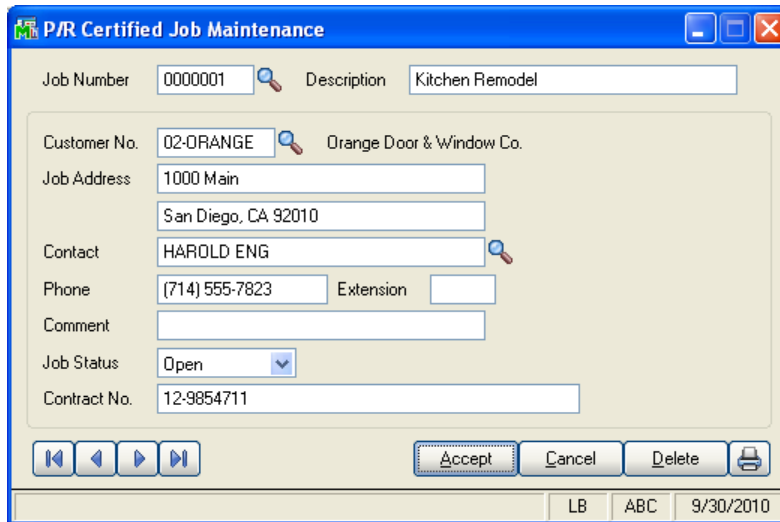 P/R Certified Job Maintenance
Job Number 0000001 Description Kitchen Remodel
Customer No. 02-ORANGE Orange Door & Window Co.
Job Address 1000 Main
San Diego, CA 92010
Contact HAROLD ENG
Phone (714) 555-7823 Extension
Comment
Job Status Open
Contract No. 12-9854711
Accept Cancel Delete
LB ABC 9/30/2010